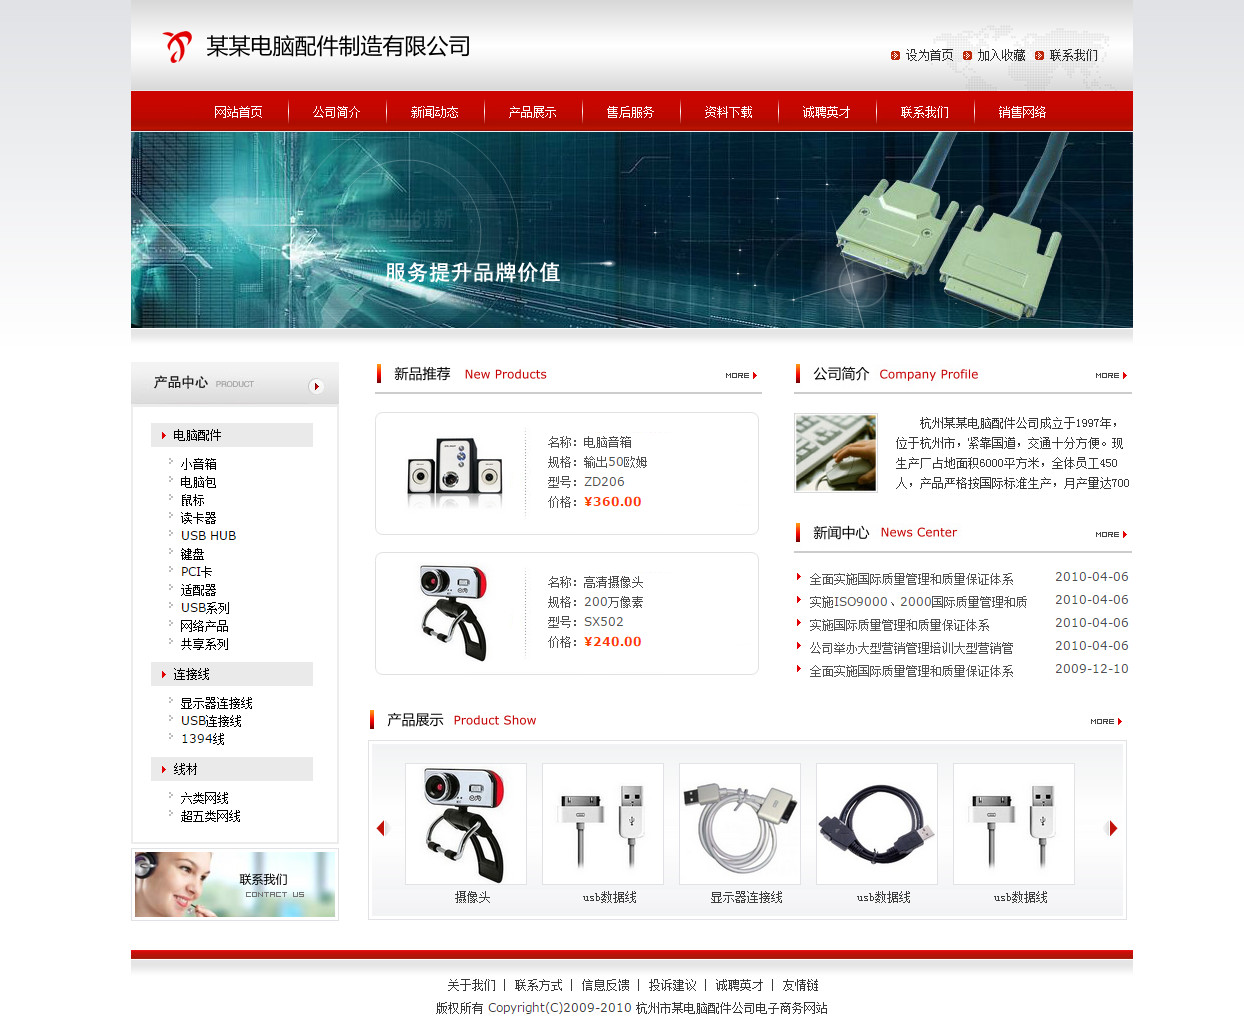 某某电脑配件制造有限公司
设为首页 加入收藏 联系我们
网站首页 公司简介 新闻动态 产品展示 售后服务 资料下载 诚聘英才 联系我们 销售网络
服务提升品牌价值
产品中心 PRODUCT
电脑配件
小音箱
电脑包
鼠标
读卡器
USB HUB
键盘
PCI卡
适配器
USB系列
网络产品
共享系列
连接线
显示器连接线
USB连接线
1394线
线材
六类网线
超五类网线
联系我们
CONTACT US
新品推荐 New Products MORE
名称：电脑音箱
规格：输出50欧姆
型号：ZD206
价格：¥360.00
名称：高清摄像头
规格：200万像素
型号：SX502
价格：¥240.00
公司简介 Company Profile MORE
杭州某某电脑配件公司成立于1997年，
位于杭州市，紧靠国道，交通十分方便。现
生产厂占地面积6000平方米，全体员工450
人，产品严格按国际标准生产，月产量达700
新闻中心 News Center MORE
全面实施国际质量管理和质量保证体系 2010-04-06
实施ISO9000、2000国际质量管理和质 2010-04-06
实施国际质量管理和质量保证体系 2010-04-06
公司举办大型营销管理培训大型营销管 2010-04-06
全面实施国际质量管理和质量保证体系 2009-12-10
产品展示 Product Show MORE
摄像头 usb数据线 显示器连接线 usb数据线 usb数据线
关于我们 | 联系方式 | 信息反馈 | 投诉建议 | 诚聘英才 | 友情链
版权所有 Copyright(C)2009-2010 杭州市某电脑配件公司电子商务网站